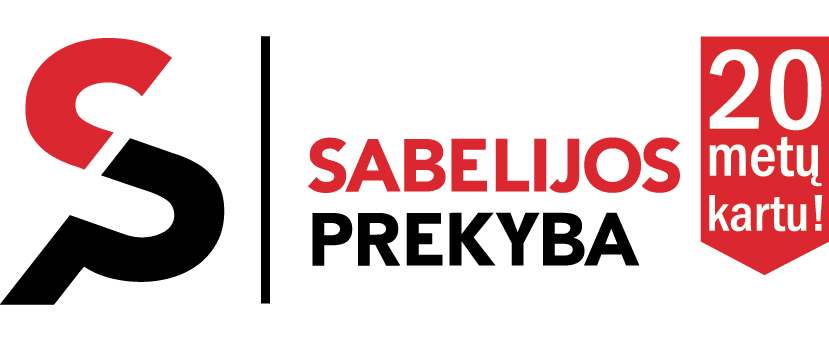 SABELIJOS
PREKYBA
20
metų
kartu!